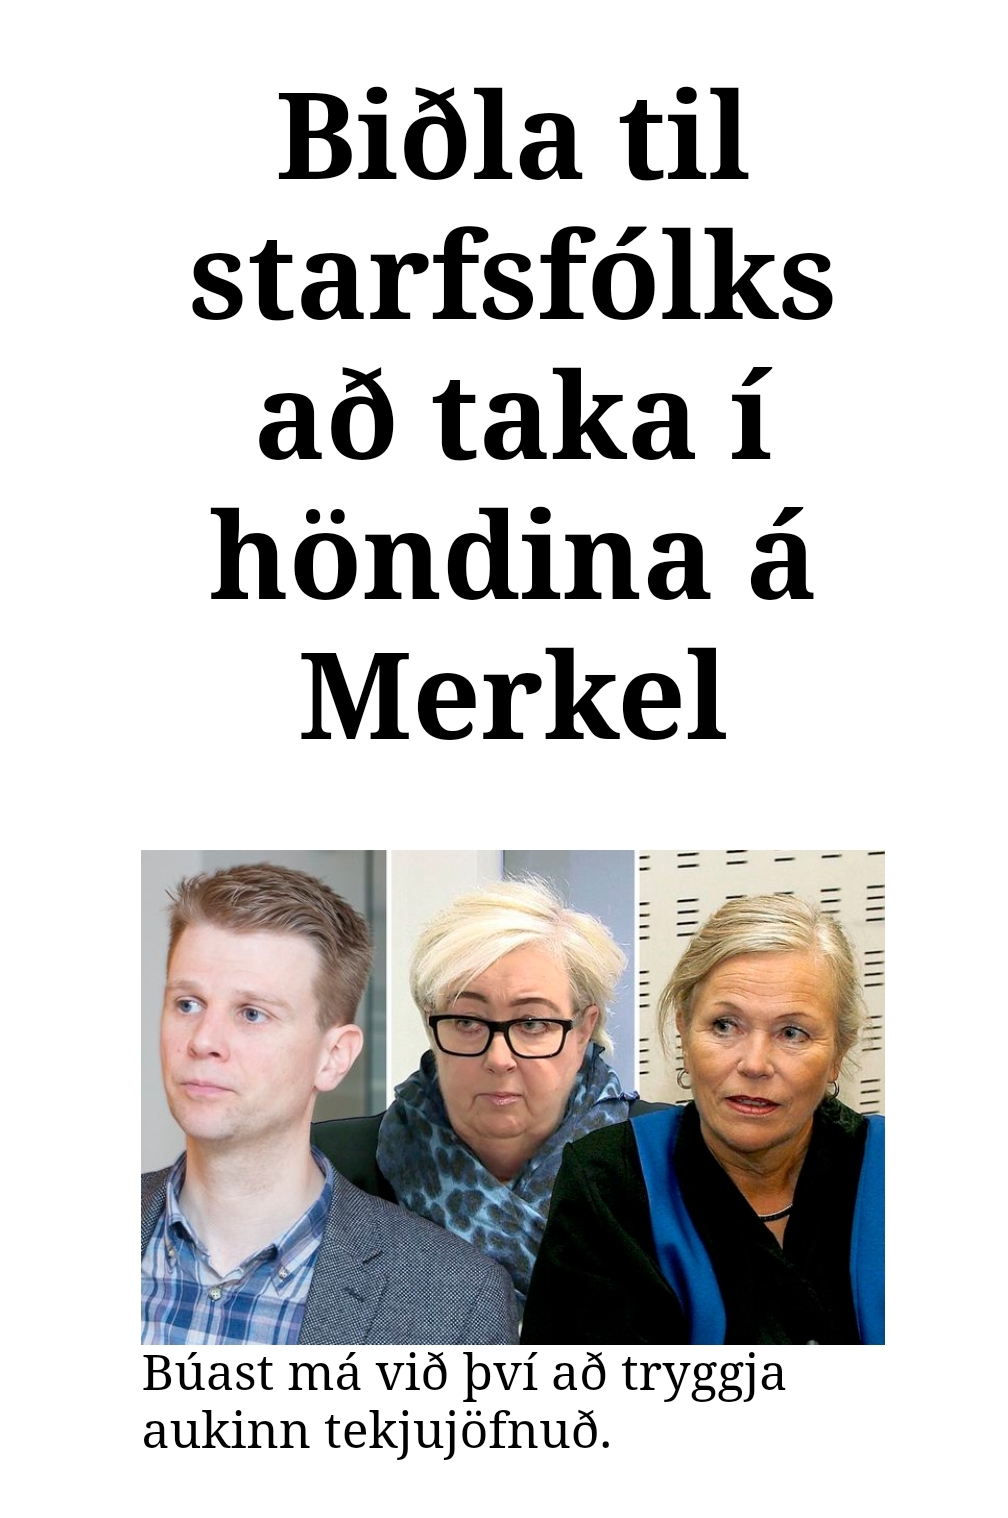 Biðla til
starfsfólks
að taka í
höndina á
Merkel
Búast má við því að tryggja
aukinn tekjujöfnuð.